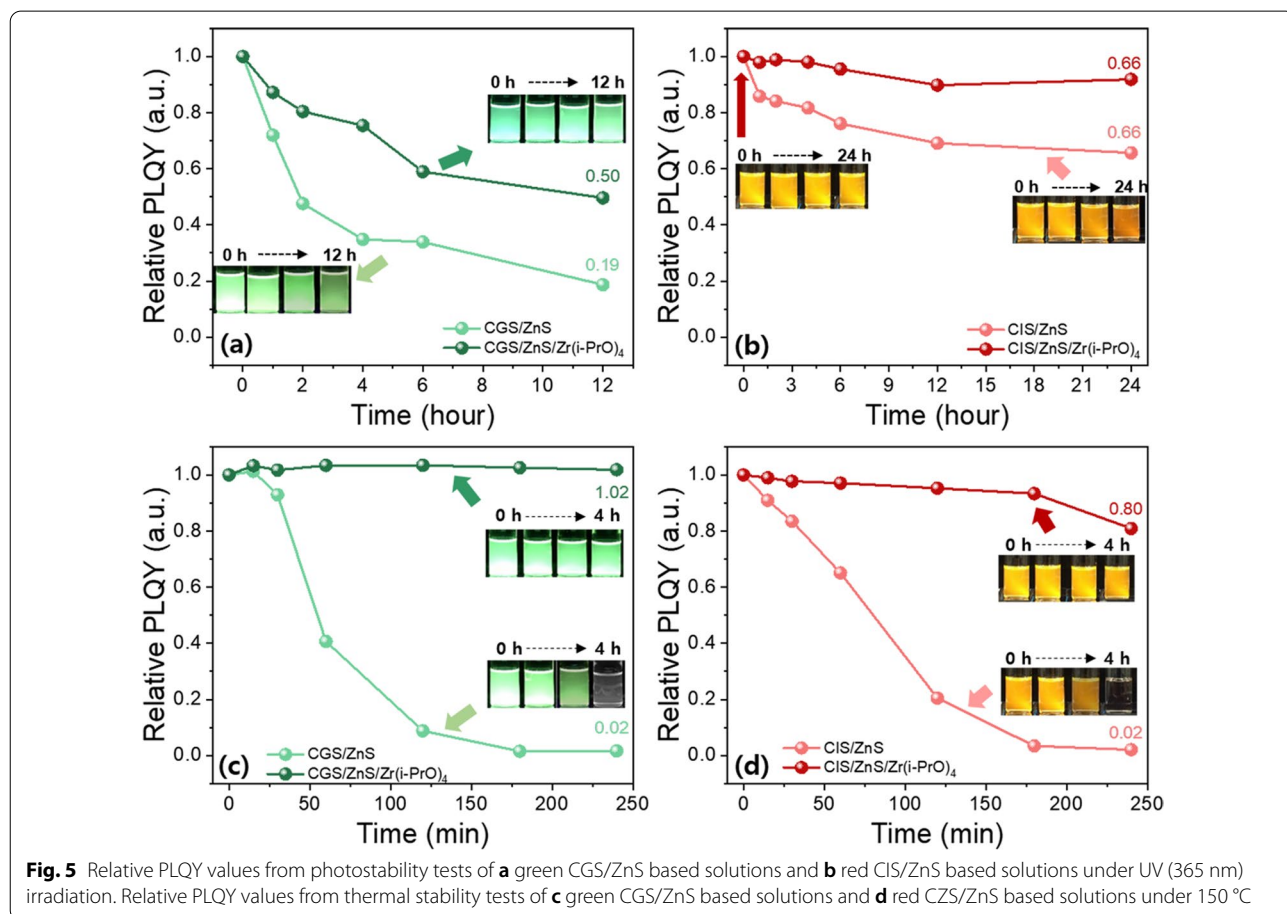 Relative PLQY (a.u.)
1.0
0.8
0.6
0.4
0.2
0.0
0 h 12 h
0.50
0.19
0 h 12 h
(a)
CGS/ZnS
CGS/ZnS/Zr(i-PrO)₄
0 2 4 6 8 10 12
Time (hour)
Relative PLQY (a.u.)
1.0
0.8
0.6
0.4
0.2
0.0
0.66
0.66
0 h 24 h
0 h 24 h
(b)
CIS/ZnS
CIS/ZnS/Zr(i-PrO)₄
0 3 6 9 12 15 18 21 24
Time (hour)
Relative PLQY (a.u.)
1.0
0.8
0.6
0.4
0.2
0.0
1.02
0 h 4 h
0 h 4 h
0.02
(c)
CGS/ZnS
CGS/ZnS/Zr(i-PrO)₄
0 50 100 150 200 250
Time (min)
Relative PLQY (a.u.)
1.0
0.8
0.6
0.4
0.2
0.0
0.80
0 h 4 h
0 h 4 h
0.02
(d)
CIS/ZnS
CIS/ZnS/Zr(i-PrO)₄
0 50 100 150 200 250
Time (min)
Fig. 5 Relative PLQY values from photostability tests of a green CGS/ZnS based solutions and b red CIS/ZnS based solutions under UV (365 nm)
irradiation. Relative PLQY values from thermal stability tests of c green CGS/ZnS based solutions and d red CZS/ZnS based solutions under 150 °C